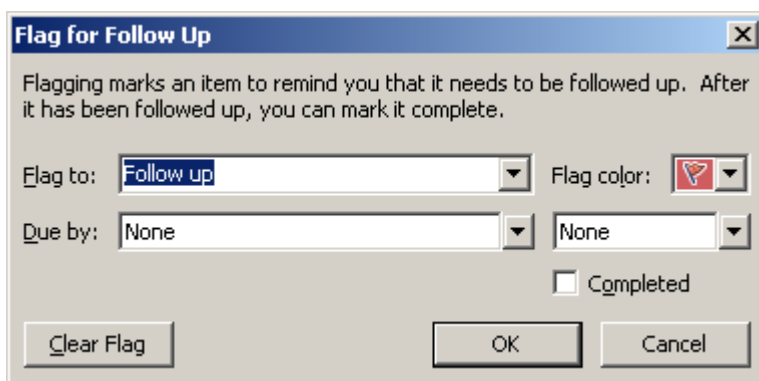 Flag for Follow Up
Flagging marks an item to remind you that it needs to be followed up.  After
it has been followed up, you can mark it complete.
Flag to: Follow up Flag color:
Due by: None None
Completed
Clear Flag OK Cancel